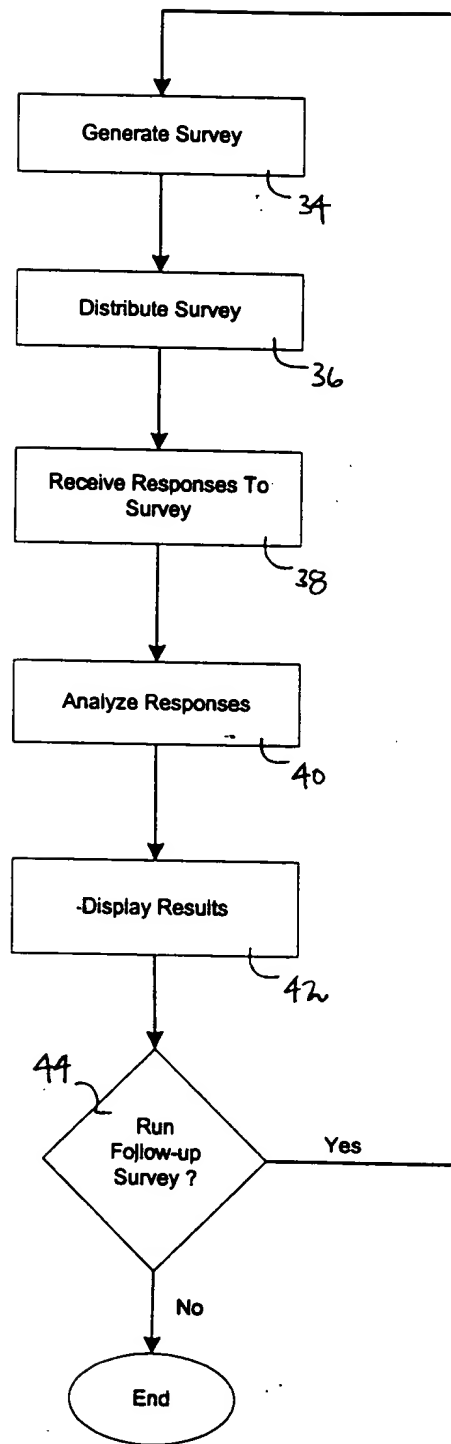 Generate Survey
34
Distribute Survey
36
Receive Responses To
Survey
38
Analyze Responses
40
Display Results
42
44
Run
Follow-up
Survey ?
Yes
No
End